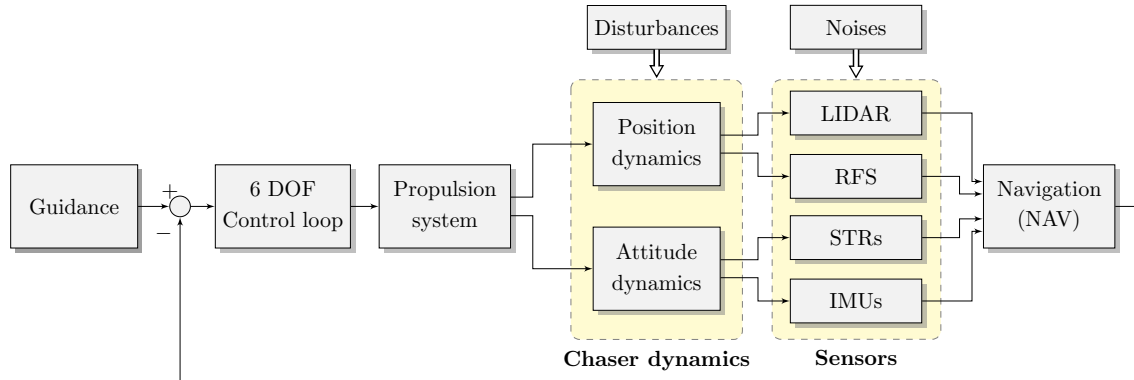 Disturbances
Noises
Guidance
+
−
6 DOF
Control loop
Propulsion
system
Position
dynamics
Attitude
dynamics
LIDAR
RFS
STRs
IMUs
Navigation
(NAV)
Chaser dynamics
Sensors